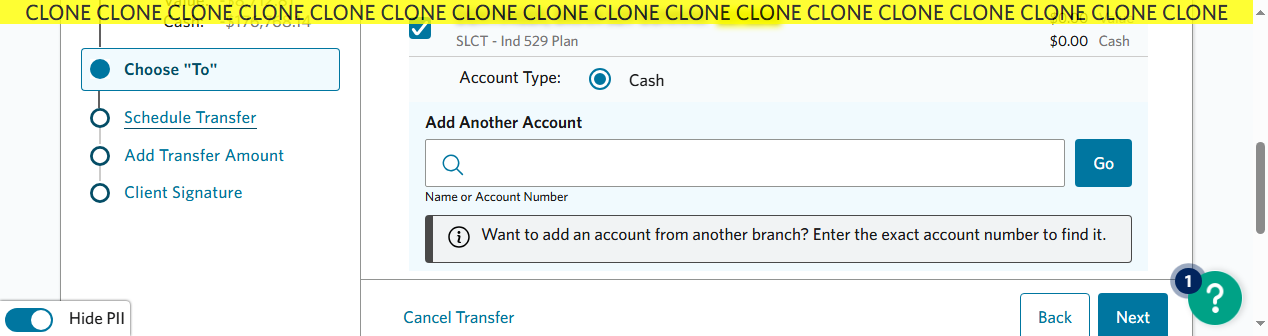 CLONE CLONE CLONE CLONE CLONE CLONE CLONE CLONE CLONE CLONE CLONE CLONE CLONE CLONE CLONE CLONE CLONE
Cash:
SLCT - Ind 529 Plan
$0.00 Cash
Choose "To"
Account Type:
Cash
Schedule Transfer
Add Transfer Amount
Client Signature
Add Another Account
Go
Name or Account Number
Want to add an account from another branch? Enter the exact account number to find it.
Cancel Transfer
Back
Next
1
?
Hide PII